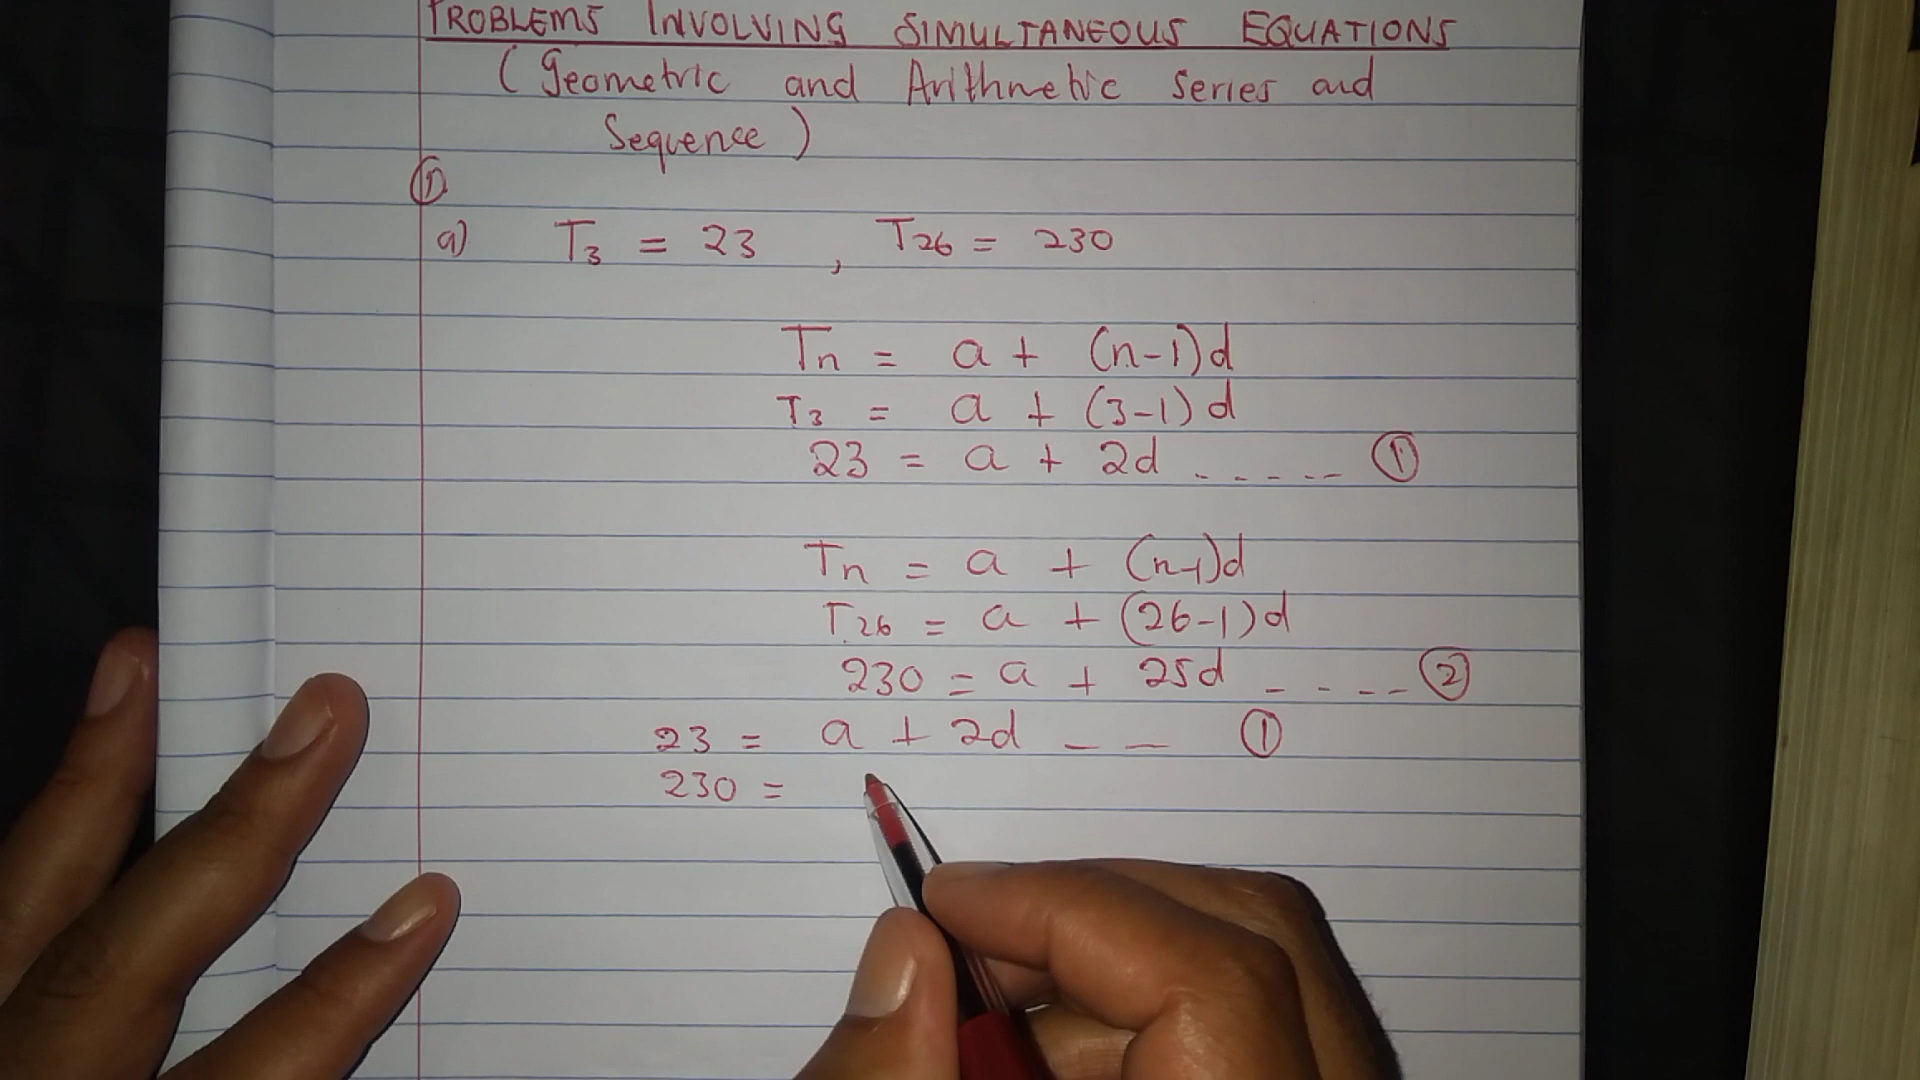 PROBLEMS INVOLVING SIMULTANEOUS EQUATIONS
(Geometric and Arithmetic series and
Sequence)
①
a) T₃ = 23 , T₂₆ = 230
Tn = a + (n-1)d
T₃ = a + (3-1)d
23 = a + 2d ----- ①
Tn = a + (n-1)d
T₂₆ = a + (26-1)d
230 = a + 25d ---- ②
23 = a + 2d -- ①
230 =